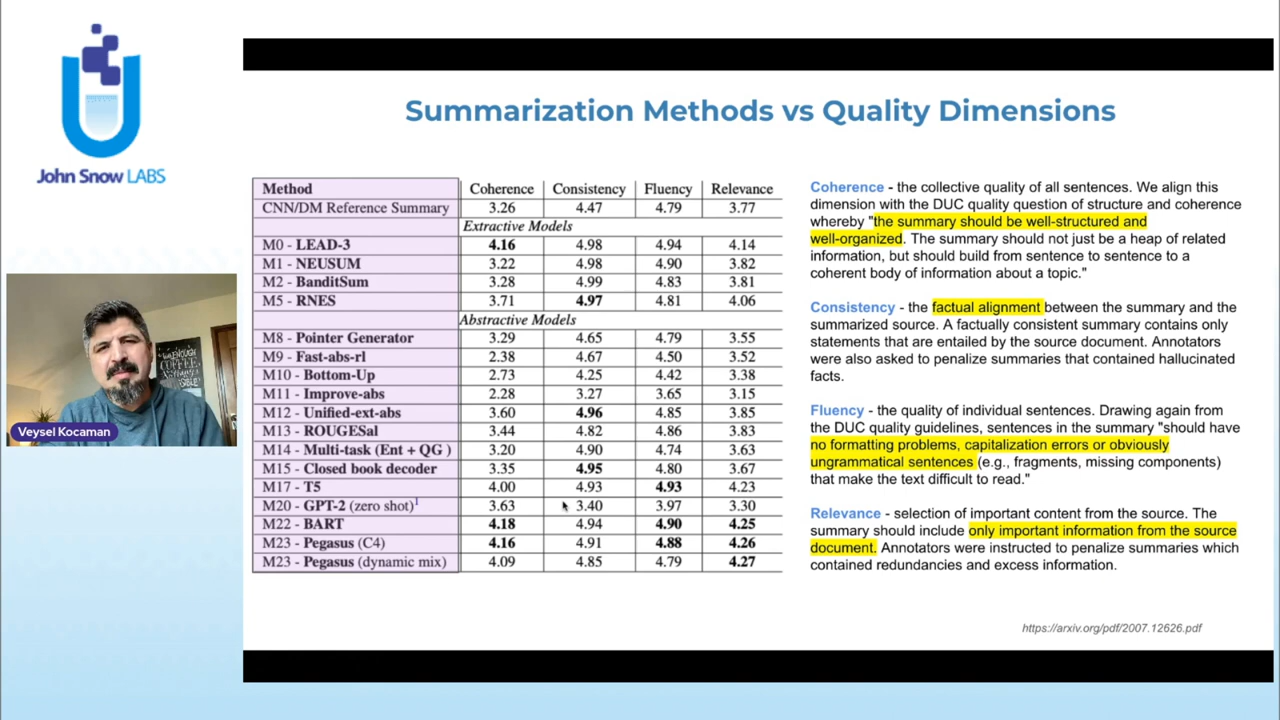 John Snow LABS
Summarization Methods vs Quality Dimensions
Method Coherence Consistency Fluency Relevance
CNN/DM Reference Summary 3.26 4.47 4.79 3.77
Extractive Models
M0 - LEAD-3 4.16 4.98 4.94 4.14
M1 - NEUSUM 3.22 4.98 4.90 3.82
M2 - BanditSum 3.28 4.99 4.83 3.81
M5 - RNES 3.71 4.97 4.81 4.06
Abstractive Models
M8 - Pointer Generator 3.29 4.65 4.79 3.55
M9 - Fast-abs-rl 2.38 4.67 4.50 3.52
M10 - Bottom-Up 2.73 4.25 4.42 3.38
M11 - Improve-abs 2.28 3.27 3.65 3.15
M12 - Unified-ext-abs 3.60 4.96 4.85 3.85
M13 - ROUGESal 3.44 4.82 4.86 3.83
M14 - Multi-task (Ent + QG ) 3.20 4.90 4.74 3.63
M15 - Closed book decoder 3.35 4.95 4.80 3.67
M17 - T5 4.00 4.93 4.93 4.23
M20 - GPT-2 (zero shot)1 3.63 3.40 3.97 3.30
M22 - BART 4.18 4.94 4.90 4.25
M23 - Pegasus (C4) 4.16 4.91 4.88 4.26
M23 - Pegasus (dynamic mix) 4.09 4.85 4.79 4.27
Coherence - the collective quality of all sentences. We align this
dimension with the DUC quality question of structure and coherence
whereby "the summary should be well-structured and
well-organized. The summary should not just be a heap of related
information, but should build from sentence to sentence to a
coherent body of information about a topic."
Consistency - the factual alignment between the summary and the
summarized source. A factually consistent summary contains only
statements that are entailed by the source document. Annotators
were also asked to penalize summaries that contained hallucinated
facts.
Fluency - the quality of individual sentences. Drawing again from
the DUC quality guidelines, sentences in the summary "should have
no formatting problems, capitalization errors or obviously
ungrammatical sentences (e.g., fragments, missing components)
that make the text difficult to read."
Relevance - selection of important content from the source. The
summary should include only important information from the source
document. Annotators were instructed to penalize summaries which
contained redundancies and excess information.
https://arxiv.org/pdf/2007.12626.pdf
ENOUGH
COFFEE
Veysel Kocaman